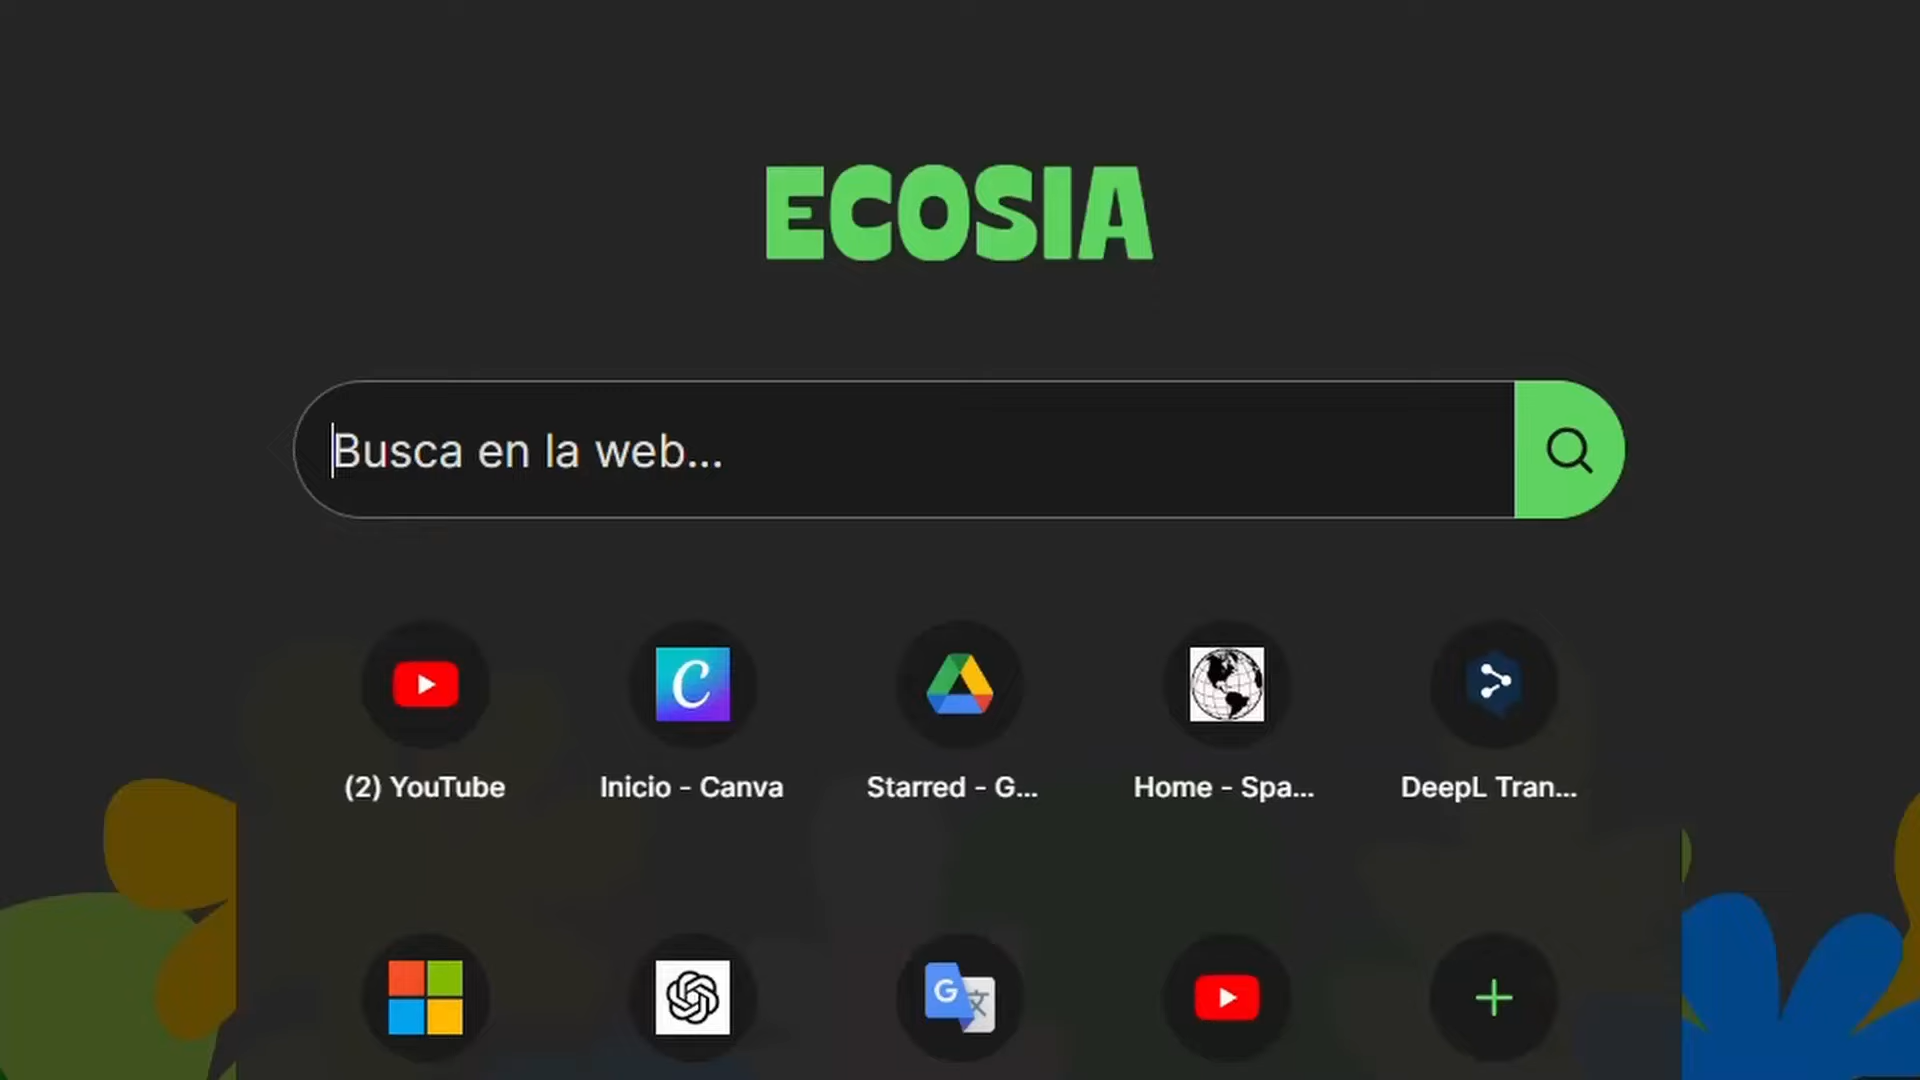 ECOSIA
Busca en la web...
(2) YouTube
Inicio - Canva
Starred - G...
Home - Spa...
DeepL Tran...